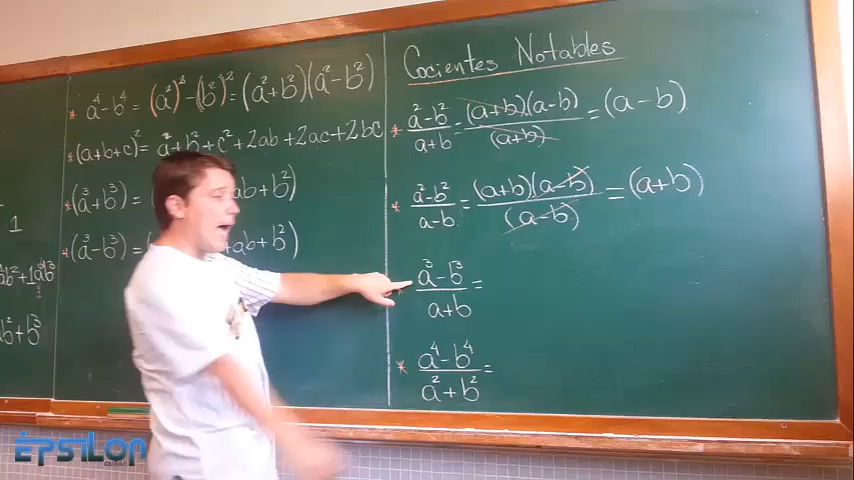 * a⁴-b⁴ = (a²)²-(b²)² = (a²+b²)(a²-b²)
* (a+b+c)² = a²+b²+c²+2ab+2ac+2bc
* (a³+b³) = ab+b²)
* (a³-b³) = ( +ab+b²)
1
b²+b³
Cocientes Notables
* a²-b² / a+b = (a+b)(a-b) / (a+b) = (a-b)
* a²-b² / a-b = (a+b)(a-b) / (a-b) = (a+b)
* a³-b³ / a+b =
* a⁴-b⁴ / a²+b² =
EPSILON